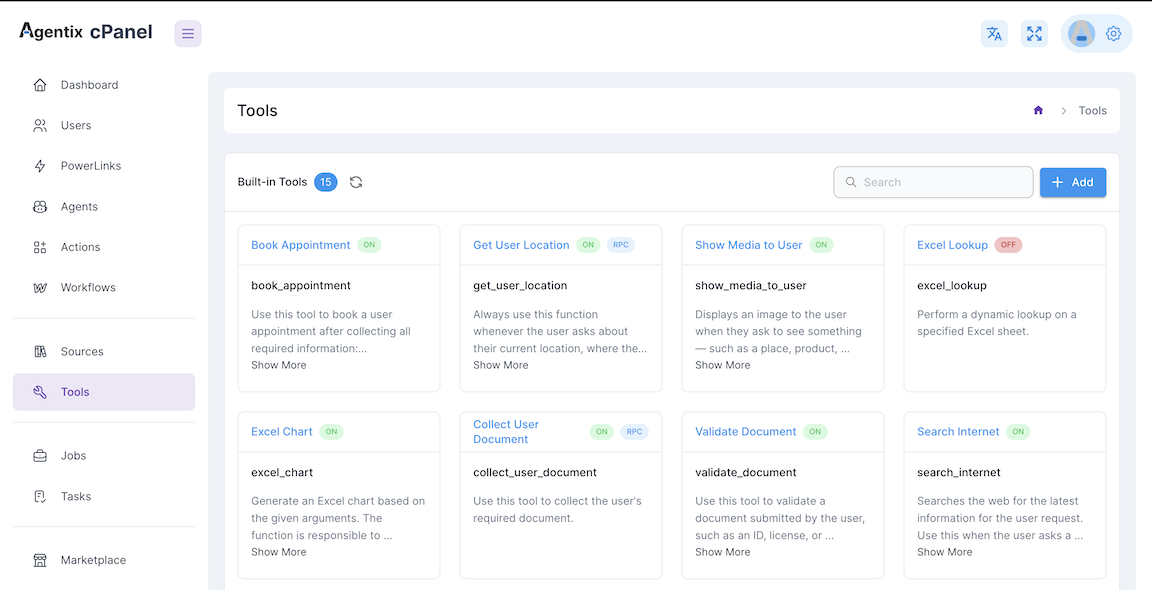 Agentix cPanel
Dashboard
Users
PowerLinks
Agents
Actions
Workflows
Sources
Tools
Jobs
Tasks
Marketplace
Tools
Tools
Built-in Tools 15
Search
Add
Book Appointment ON
book_appointment
Use this tool to book a user
appointment after collecting all
required information:...
Show More
Get User Location ON RPC
get_user_location
Always use this function
whenever the user asks about
their current location, where the...
Show More
Show Media to User ON
show_media_to_user
Displays an image to the user
when they ask to see something
— such as a place, product, ...
Show More
Excel Lookup OFF
excel_lookup
Perform a dynamic lookup on a
specified Excel sheet.
Excel Chart ON
excel_chart
Generate an Excel chart based on
the given arguments. The
function is responsible to ...
Show More
Collect User
Document ON RPC
collect_user_document
Use this tool to collect the user's
required document.
Validate Document ON
validate_document
Use this tool to validate a
document submitted by the user,
such as an ID, license, or ...
Show More
Search Internet ON
search_internet
Searches the web for the latest
information for the user request.
Use this when the user asks a ...
Show More